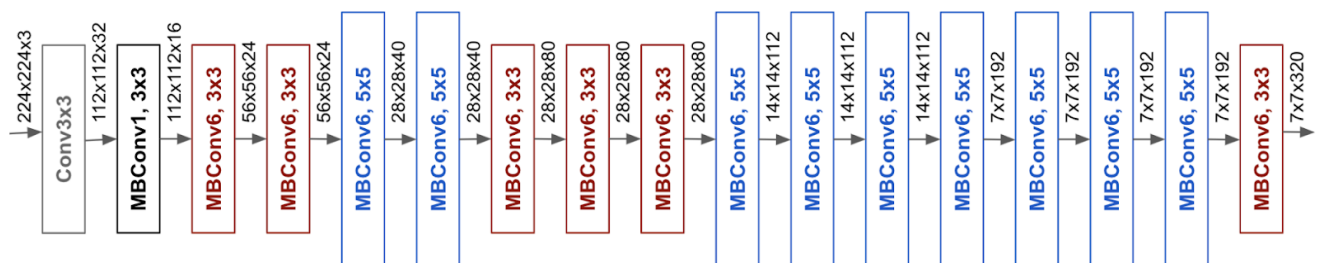 224x224x3
Conv3x3
112x112x32
MBConv1, 3x3
112x112x16
MBConv6, 3x3
56x56x24
MBConv6, 3x3
56x56x24
MBConv6, 5x5
28x28x40
MBConv6, 5x5
28x28x40
MBConv6, 3x3
28x28x80
MBConv6, 3x3
28x28x80
MBConv6, 3x3
28x28x80
MBConv6, 5x5
14x14x112
MBConv6, 5x5
14x14x112
MBConv6, 5x5
14x14x112
MBConv6, 5x5
7x7x192
MBConv6, 5x5
7x7x192
MBConv6, 5x5
7x7x192
MBConv6, 5x5
7x7x192
MBConv6, 3x3
7x7x320